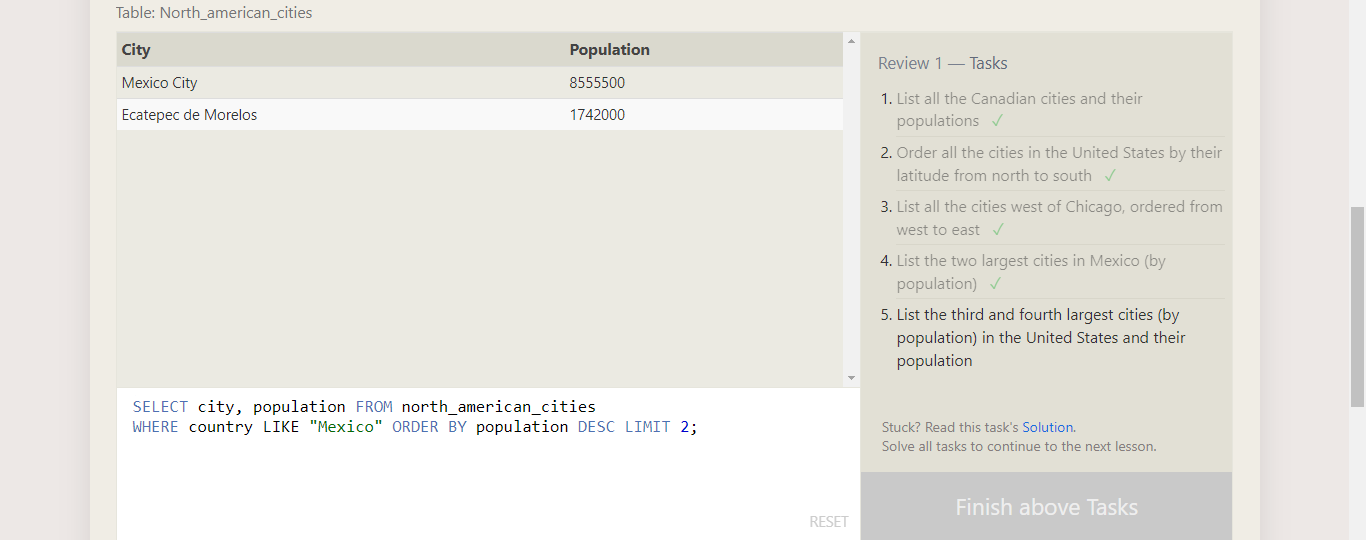 Table: North_american_cities
City Population
Mexico City 8555500
Ecatepec de Morelos 1742000
SELECT city, population FROM north_american_cities
WHERE country LIKE "Mexico" ORDER BY population DESC LIMIT 2;
RESET
Review 1 — Tasks
1. List all the Canadian cities and their
populations ✓
2. Order all the cities in the United States by their
latitude from north to south ✓
3. List all the cities west of Chicago, ordered from
west to east ✓
4. List the two largest cities in Mexico (by
population) ✓
5. List the third and fourth largest cities (by
population) in the United States and their
population
Stuck? Read this task's Solution.
Solve all tasks to continue to the next lesson.
Finish above Tasks